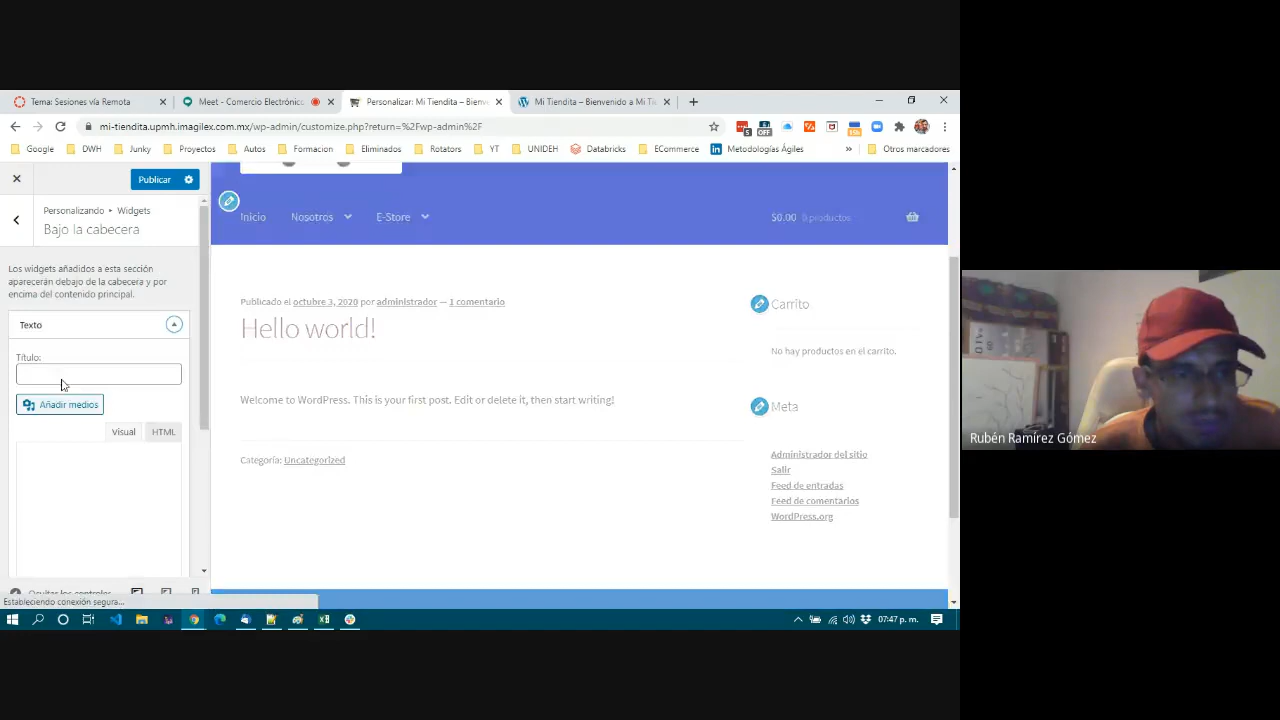 Tema: Sesiones vía Remota
Meet - Comercio Electrónic
Personalizar: Mi Tiendita – Bienve
Mi Tiendita – Bienvenido a Mi Ti
mi-tiendita.upmh.imagilex.com.mx/wp-admin/customize.php?return=%2Fwp-admin%2F
5
OFF
Google
DWH
Junky
Proyectos
Autos
Formacion
Eliminados
Rotators
YT
UNIDEH
Databricks
ECommerce
Metodologías Ágiles
»
Otros marcadores
Publicar
Personalizando ▸ Widgets
Bajo la cabecera
Los widgets añadidos a esta sección
aparecerán debajo de la cabecera y por
encima del contenido principal.
Texto
Título:
Añadir medios
Visual
HTML
Ocultar los controles
Estableciendo conexión segura...
Inicio
Nosotros
E-Store
$0.00 0 productos
Publicado el octubre 3, 2020 por administrador — 1 comentario
Hello world!
Welcome to WordPress. This is your first post. Edit or delete it, then start writing!
Categoría: Uncategorized
Carrito
No hay productos en el carrito.
Meta
Administrador del sitio
Salir
Feed de entradas
Feed de comentarios
WordPress.org
07:47 p. m.
Rubén Ramírez Gómez